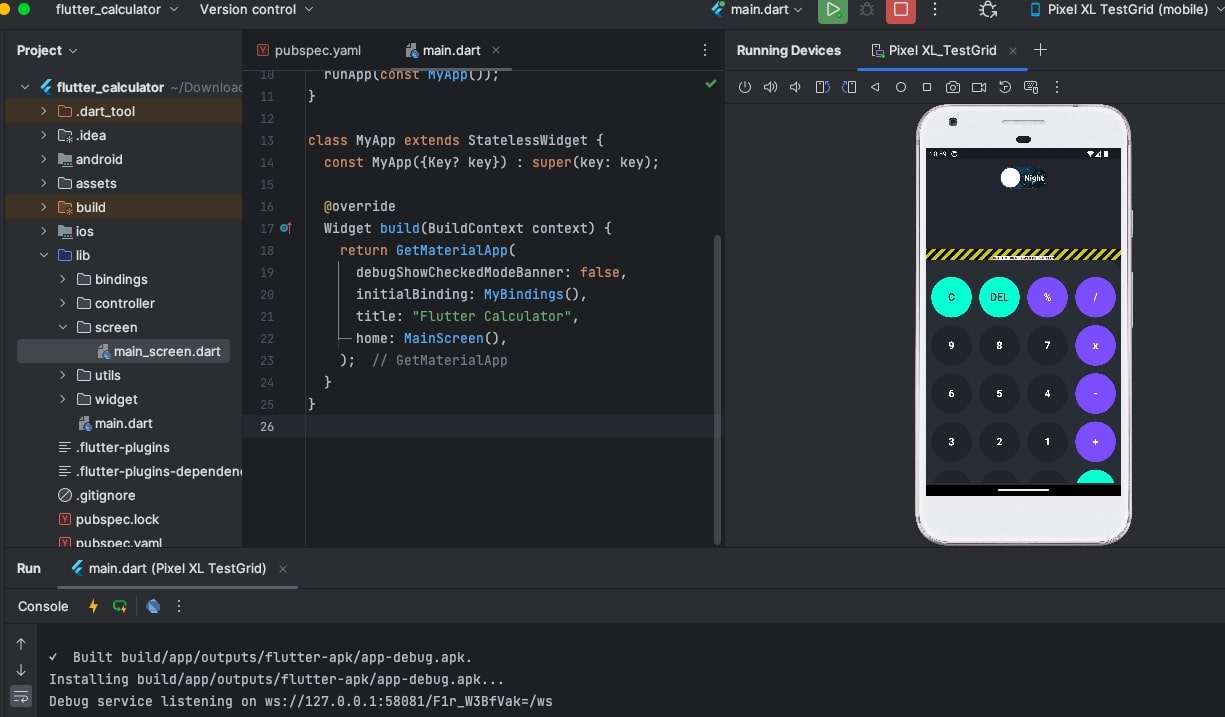 flutter_calculator
Version control
main.dart
Pixel XL TestGrid (mobile)
Project
pubspec.yaml
main.dart
Running Devices
Pixel XL_TestGrid
flutter_calculator ~/Downloac
.dart_tool
.idea
android
assets
build
ios
lib
bindings
controller
screen
main_screen.dart
utils
widget
main.dart
.flutter-plugins
.flutter-plugins-dependenc
.gitignore
pubspec.lock
pubspec.yaml
10 runApp(const MyApp());
11 }
12
13 class MyApp extends StatelessWidget {
14 const MyApp({Key? key}) : super(key: key);
15
16 @override
17 Widget build(BuildContext context) {
18 return GetMaterialApp(
19 debugShowCheckedModeBanner: false,
20 initialBinding: MyBindings(),
21 title: "Flutter Calculator",
22 home: MainScreen(),
23 ); // GetMaterialApp
24 }
25 }
26
Night
C DEL % /
9 8 7 x
6 5 4 -
3 2 1 +
Run
main.dart (Pixel XL TestGrid)
Console
✓ Built build/app/outputs/flutter-apk/app-debug.apk.
Installing build/app/outputs/flutter-apk/app-debug.apk...
Debug service listening on ws://127.0.0.1:58081/F1r_W3BfVak=/ws